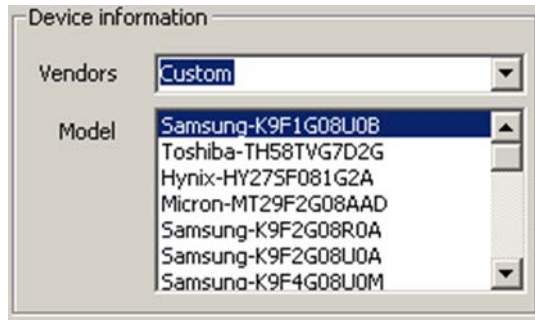 Device information
Vendors Custom
Model Samsung-K9F1G08U0B
Toshiba-TH58TVG7D2G
Hynix-HY27SF081G2A
Micron-MT29F2G08AAD
Samsung-K9F2G08R0A
Samsung-K9F2G08U0A
Samsung-K9F4G08U0M